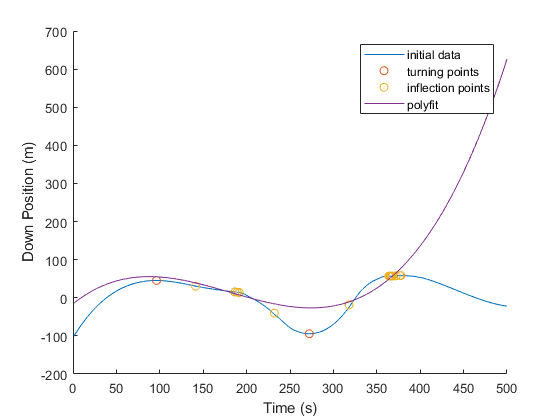 700
600
500
400
300
200
100
0
-100
-200
Down Position (m)
initial data
turning points
inflection points
polyfit
0 50 100 150 200 250 300 350 400 450 500
Time (s)